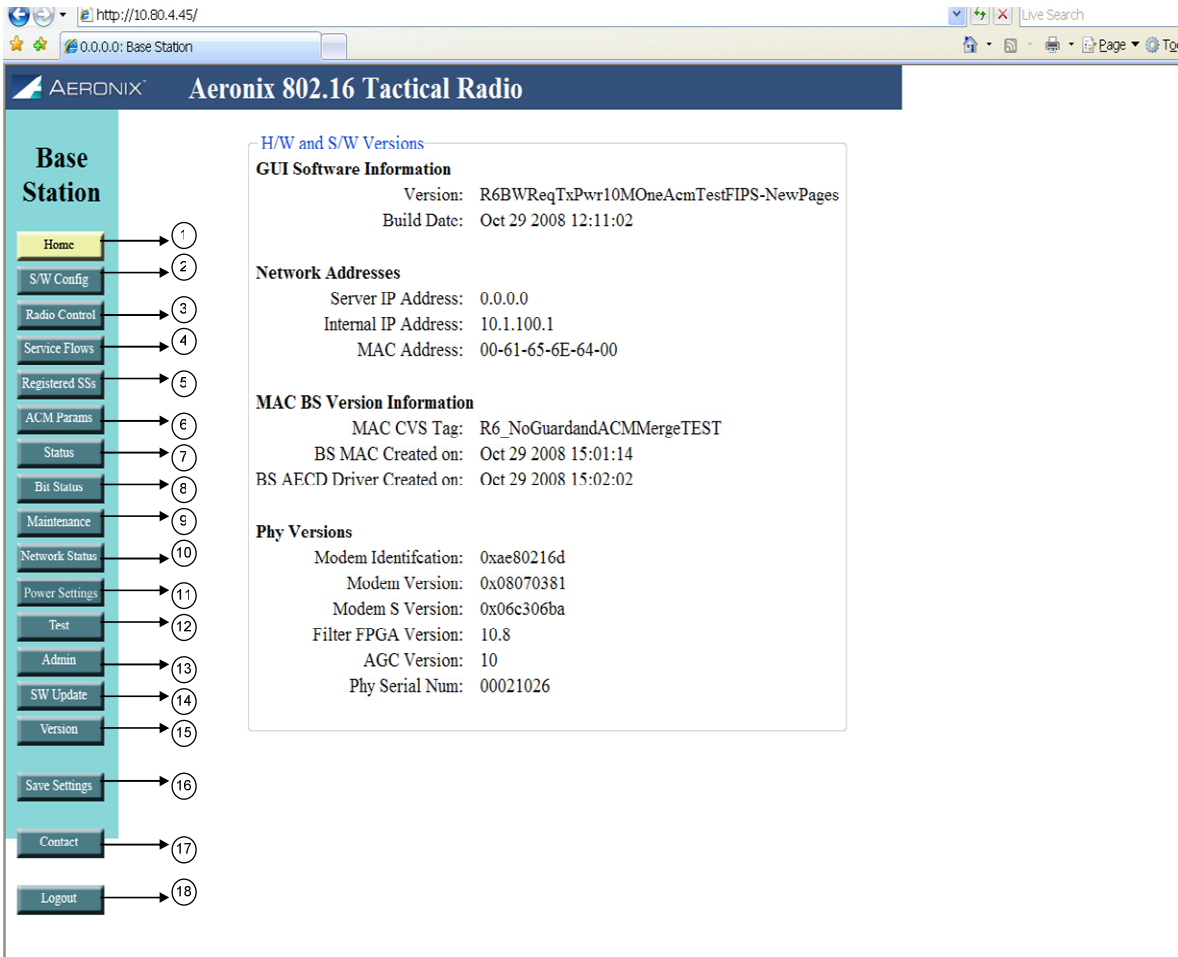 http://10.80.4.45/
Live Search
0.0.0.0: Base Station
Page
AERONIX™ Aeronix 802.16 Tactical Radio
Base
Station
Home 1
S/W Config 2
Radio Control 3
Service Flows 4
Registered SSs 5
ACM Params 6
Status 7
Bit Status 8
Maintenance 9
Network Status 10
Power Settings 11
Test 12
Admin 13
SW Update 14
Version 15
Save Settings 16
Contact 17
Logout 18
H/W and S/W Versions
GUI Software Information
Version: R6BWReqTxPwr10MOneAcmTestFIPS-NewPages
Build Date: Oct 29 2008 12:11:02
Network Addresses
Server IP Address: 0.0.0.0
Internal IP Address: 10.1.100.1
MAC Address: 00-61-65-6E-64-00
MAC BS Version Information
MAC CVS Tag: R6_NoGuardandACMMergeTEST
BS MAC Created on: Oct 29 2008 15:01:14
BS AECD Driver Created on: Oct 29 2008 15:02:02
Phy Versions
Modem Identifcation: 0xae80216d
Modem Version: 0x08070381
Modem S Version: 0x06c306ba
Filter FPGA Version: 10.8
AGC Version: 10
Phy Serial Num: 00021026